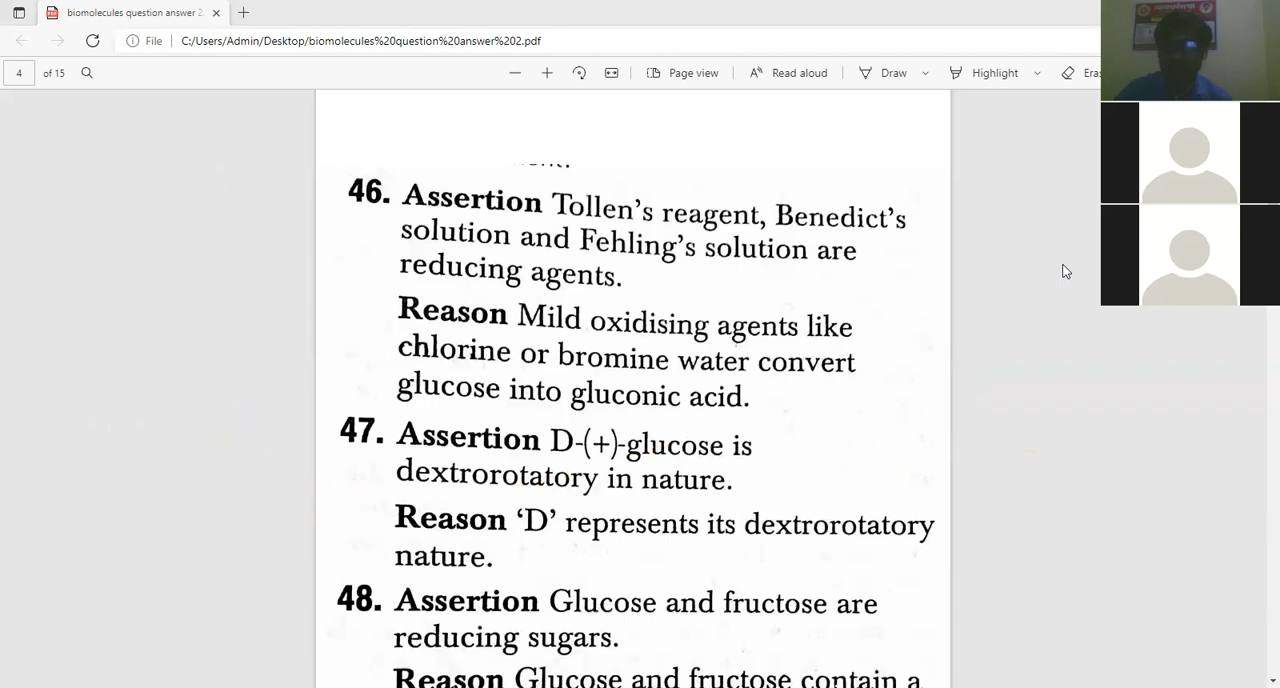 biomolecules question answer 2.
File
C:/Users/Admin/Desktop/biomolecules%20question%20answer%202.pdf
4 of 15
Page view
Read aloud
Draw
Highlight
46. Assertion Tollen's reagent, Benedict's
solution and Fehling's solution are
reducing agents.
Reason Mild oxidising agents like
chlorine or bromine water convert
glucose into gluconic acid.
47. Assertion D-(+)-glucose is
dextrorotatory in nature.
Reason ‘D’ represents its dextrorotatory
nature.
48. Assertion Glucose and fructose are
reducing sugars.
Reason Glucose and fructose contain a